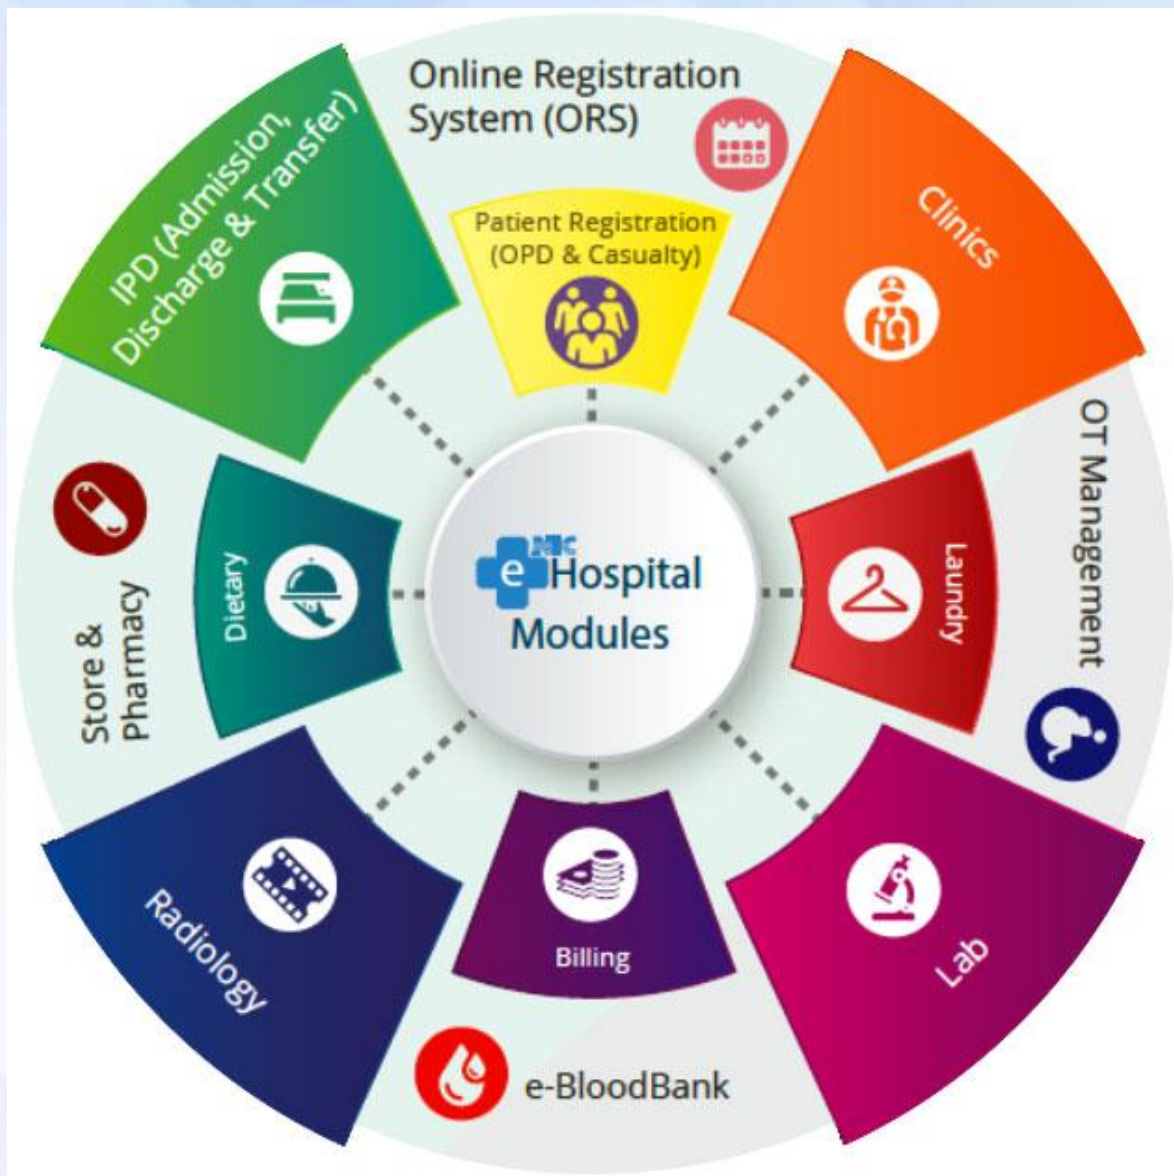 Online Registration
System (ORS)
Patient Registration
(OPD & Casualty)
Clinics
OT Management
Laundry
Lab
Billing
e-BloodBank
Radiology
Store &
Pharmacy
Dietary
IPD (Admission,
Discharge & Transfer)
NIC
e Hospital
Modules